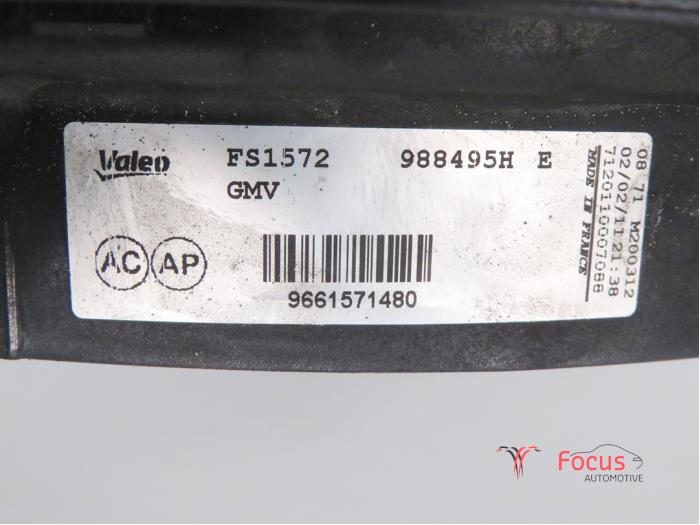 Valeo FS1572 988495H E
GMV
AC AP
9661571480
08 71 M200312
02/02/11 21:38
7120110007088
MADE IN FRANCE
Focus
AUTOMOTIVE